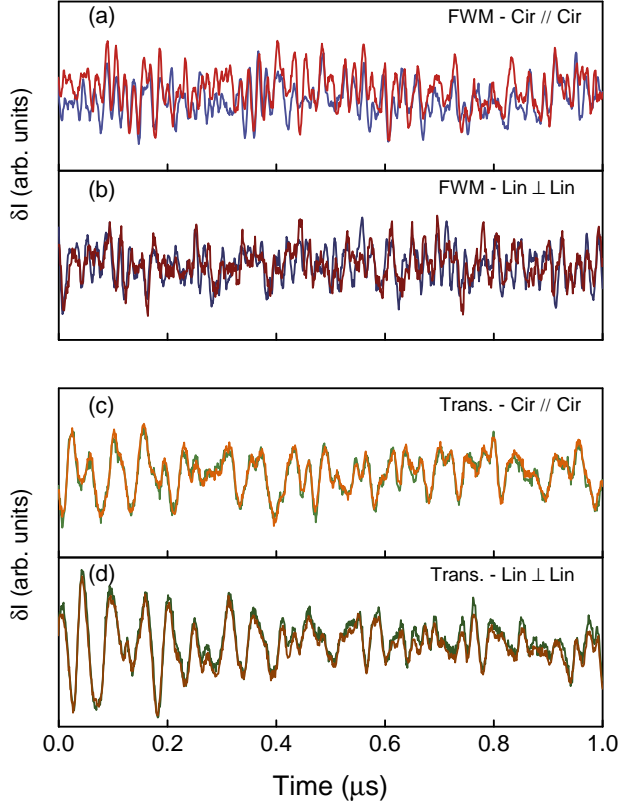 (a)
FWM - Cir // Cir
(b)
FWM - Lin ⊥ Lin
δI (arb. units)
(c)
Trans. - Cir // Cir
(d)
Trans. - Lin ⊥ Lin
δI (arb. units)
0.0 0.2 0.4 0.6 0.8 1.0
Time (μs)